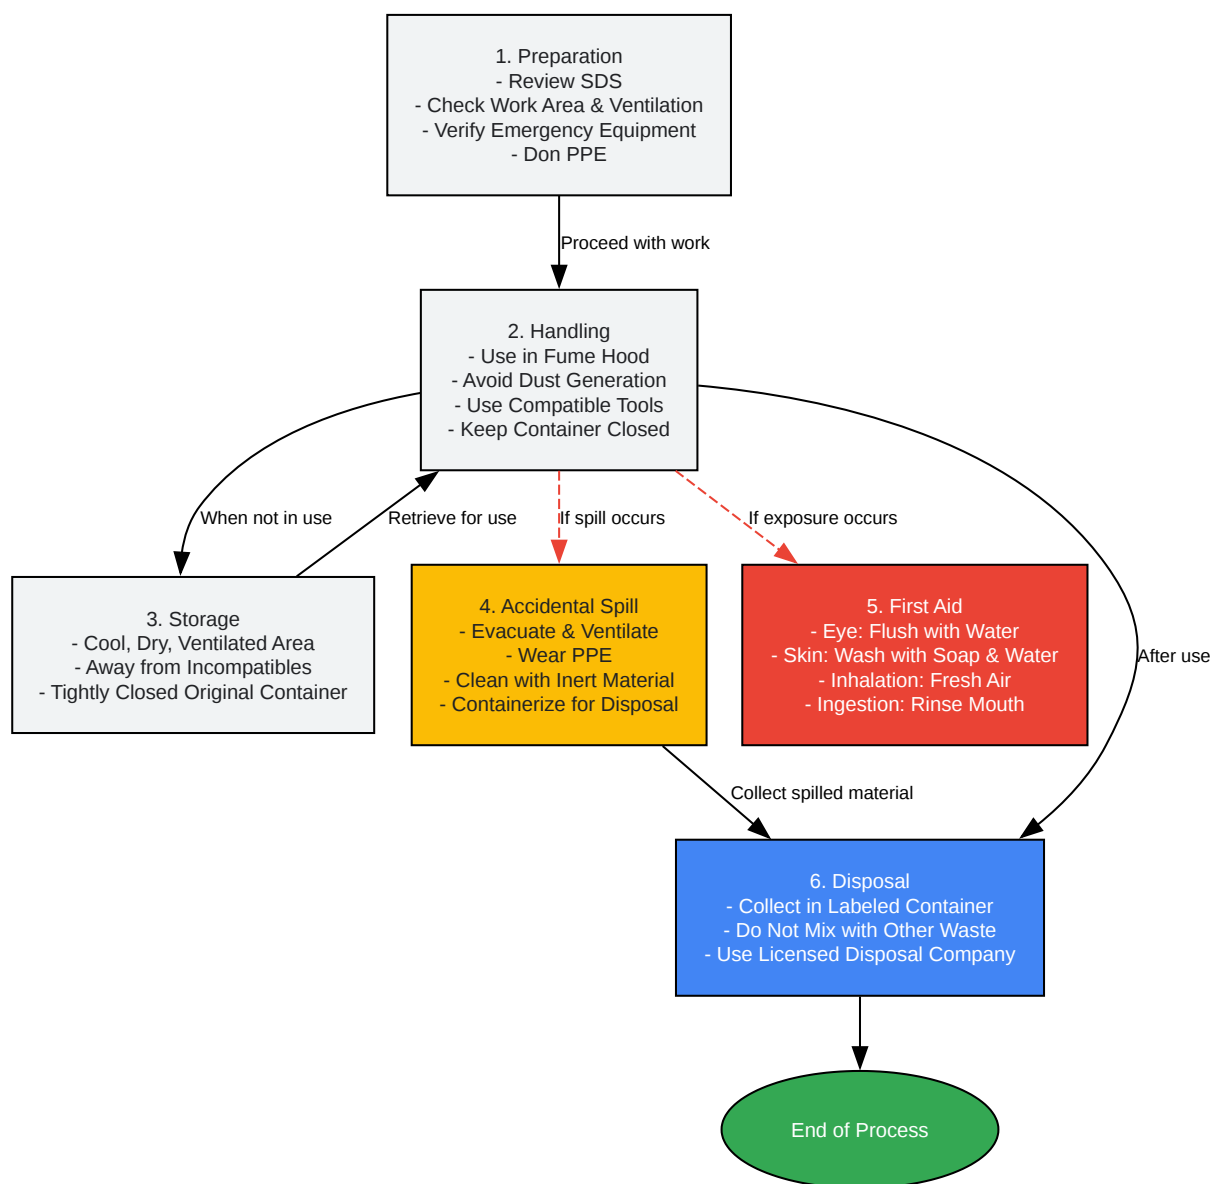 1. Preparation
- Review SDS
- Check Work Area & Ventilation
- Verify Emergency Equipment
- Don PPE
Proceed with work
2. Handling
- Use in Fume Hood
- Avoid Dust Generation
- Use Compatible Tools
- Keep Container Closed
When not in use
Retrieve for use
If spill occurs
If exposure occurs
3. Storage
- Cool, Dry, Ventilated Area
- Away from Incompatibles
- Tightly Closed Original Container
4. Accidental Spill
- Evacuate & Ventilate
- Wear PPE
- Clean with Inert Material
- Containerize for Disposal
5. First Aid
- Eye: Flush with Water
- Skin: Wash with Soap & Water
- Inhalation: Fresh Air
- Ingestion: Rinse Mouth
After use
Collect spilled material
6. Disposal
- Collect in Labeled Container
- Do Not Mix with Other Waste
- Use Licensed Disposal Company
End of Process